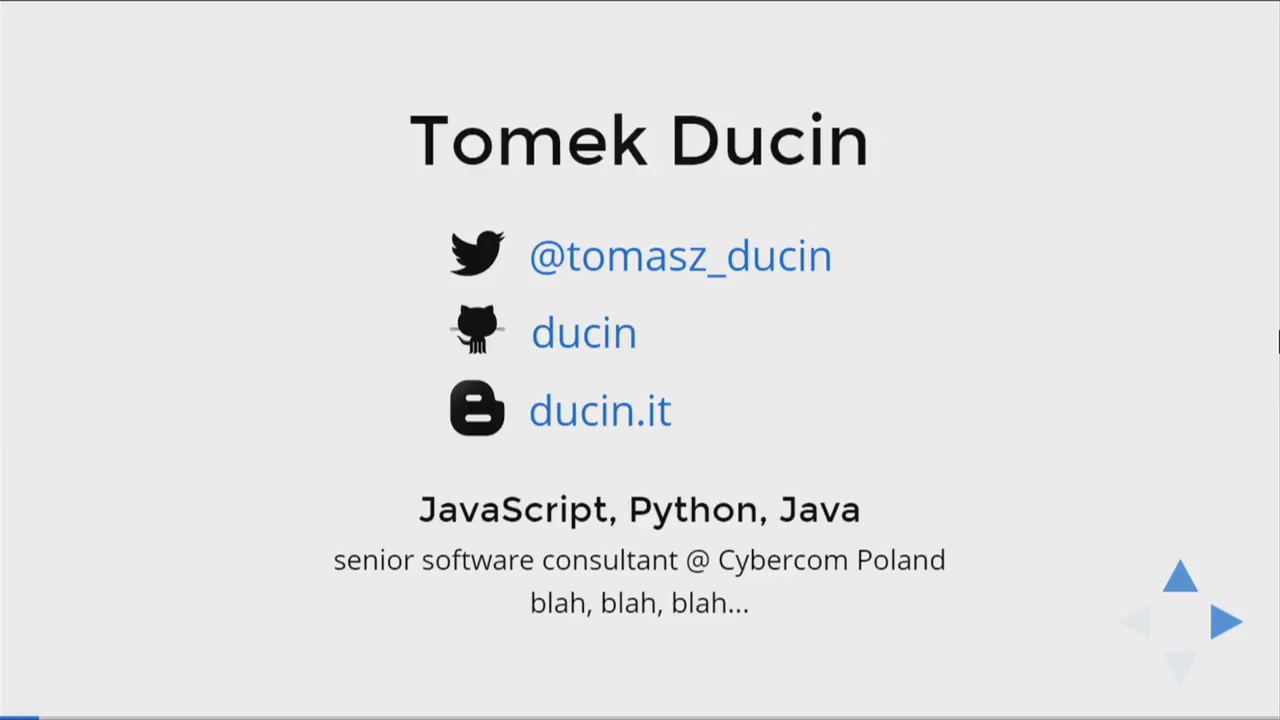 Tomek Ducin
@tomasz_ducin
ducin
ducin.it
JavaScript, Python, Java
senior software consultant @ Cybercom Poland
blah, blah, blah...